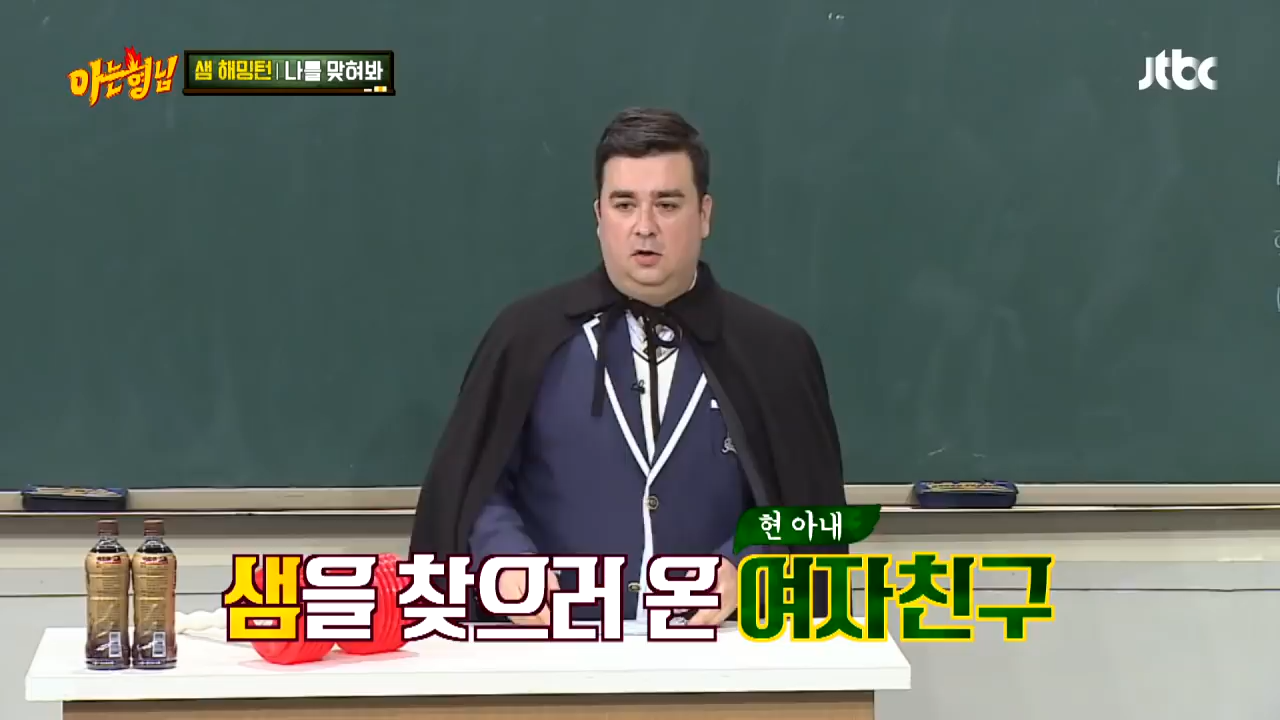 아는형님
샘 해밍턴 | 나를 맞혀봐
jtbc
현 아내
샘을 찾으러 온 여자친구